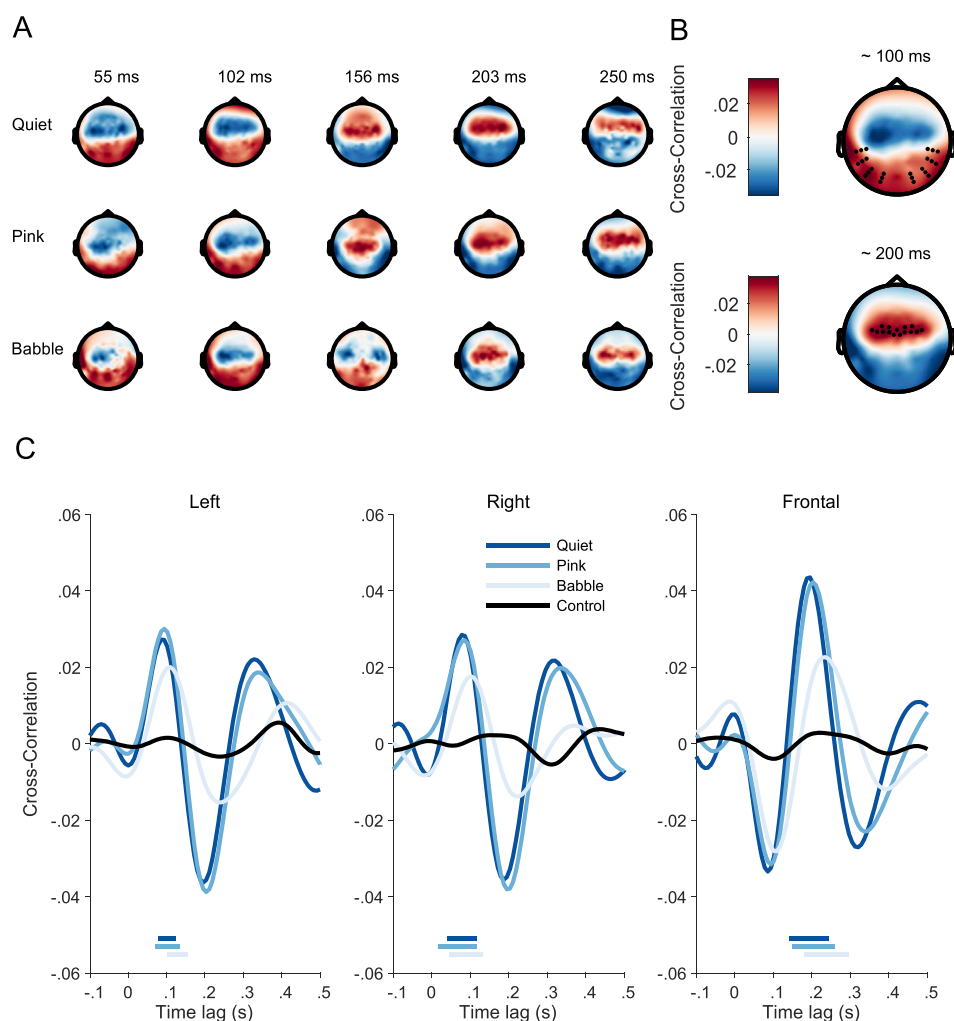 A
55 ms 102 ms 156 ms 203 ms 250 ms
Quiet
Pink
Babble
B
~ 100 ms
Cross-Correlation
.02
0
-.02
~ 200 ms
Cross-Correlation
.02
0
-.02
C
Left
Cross-Correlation
.06
.04
.02
0
-.02
-.04
-.06
-.1 0 .1 .2 .3 .4 .5
Time lag (s)
Right
Quiet
Pink
Babble
Control
.06
.04
.02
0
-.02
-.04
-.06
-.1 0 .1 .2 .3 .4 .5
Time lag (s)
Frontal
.06
.04
.02
0
-.02
-.04
-.06
-.1 0 .1 .2 .3 .4 .5
Time lag (s)